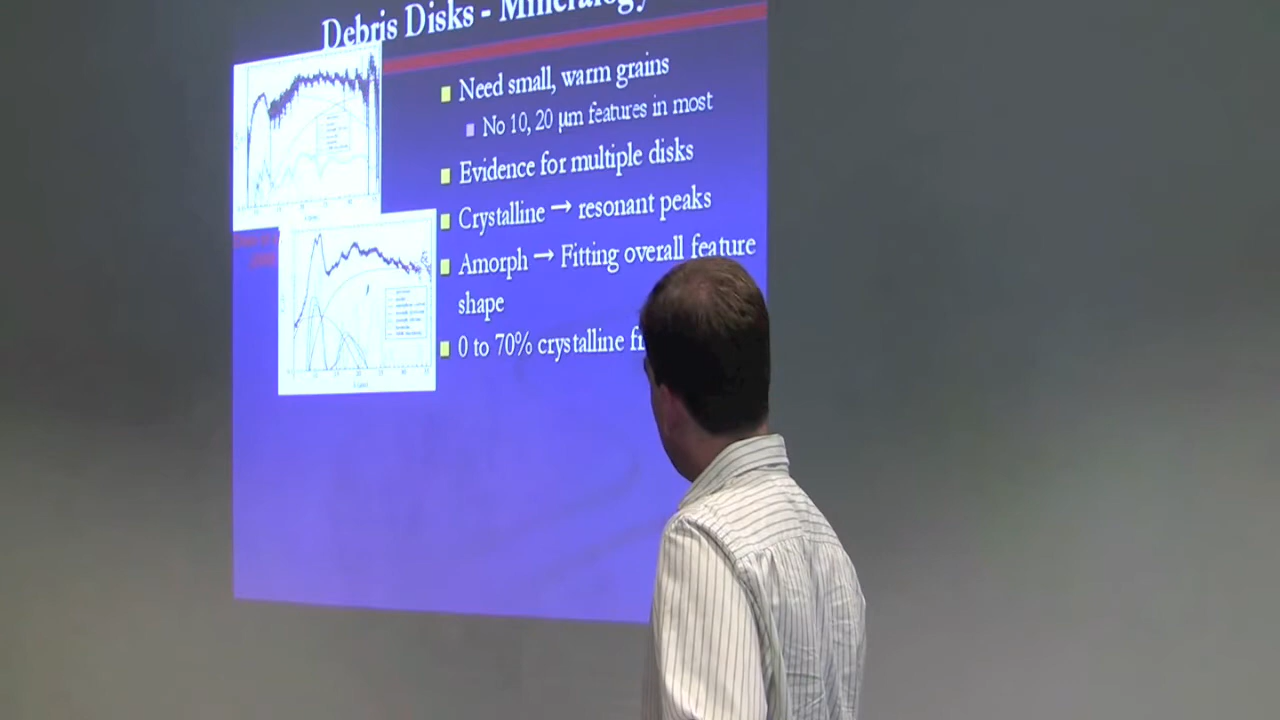 Debris Disks - Mineralogy
Need small, warm grains
No 10, 20 µm features in most
Evidence for multiple disks
Crystalline → resonant peaks
Amorph → Fitting overall feature
shape
0 to 70% crystalline